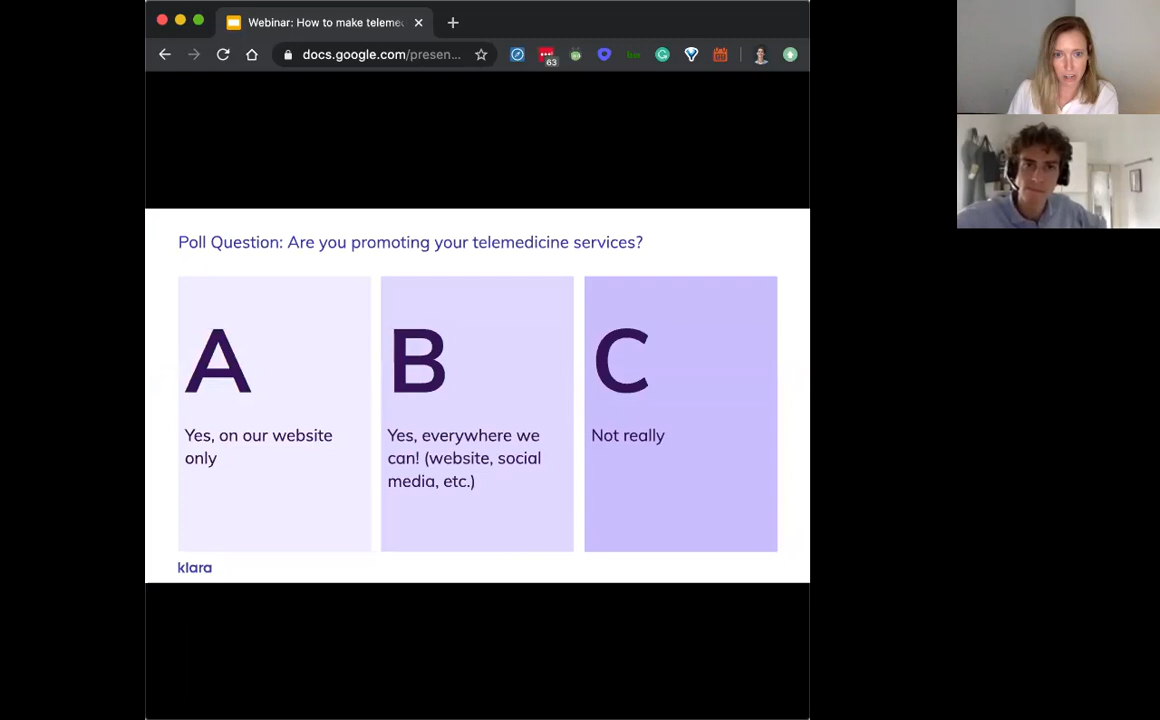 Webinar: How to make teleme
docs.google.com/presen...
63
Poll Question: Are you promoting your telemedicine services?
A
B
C
Yes, on our website
only
Yes, everywhere we
can! (website, social
media, etc.)
Not really
klara